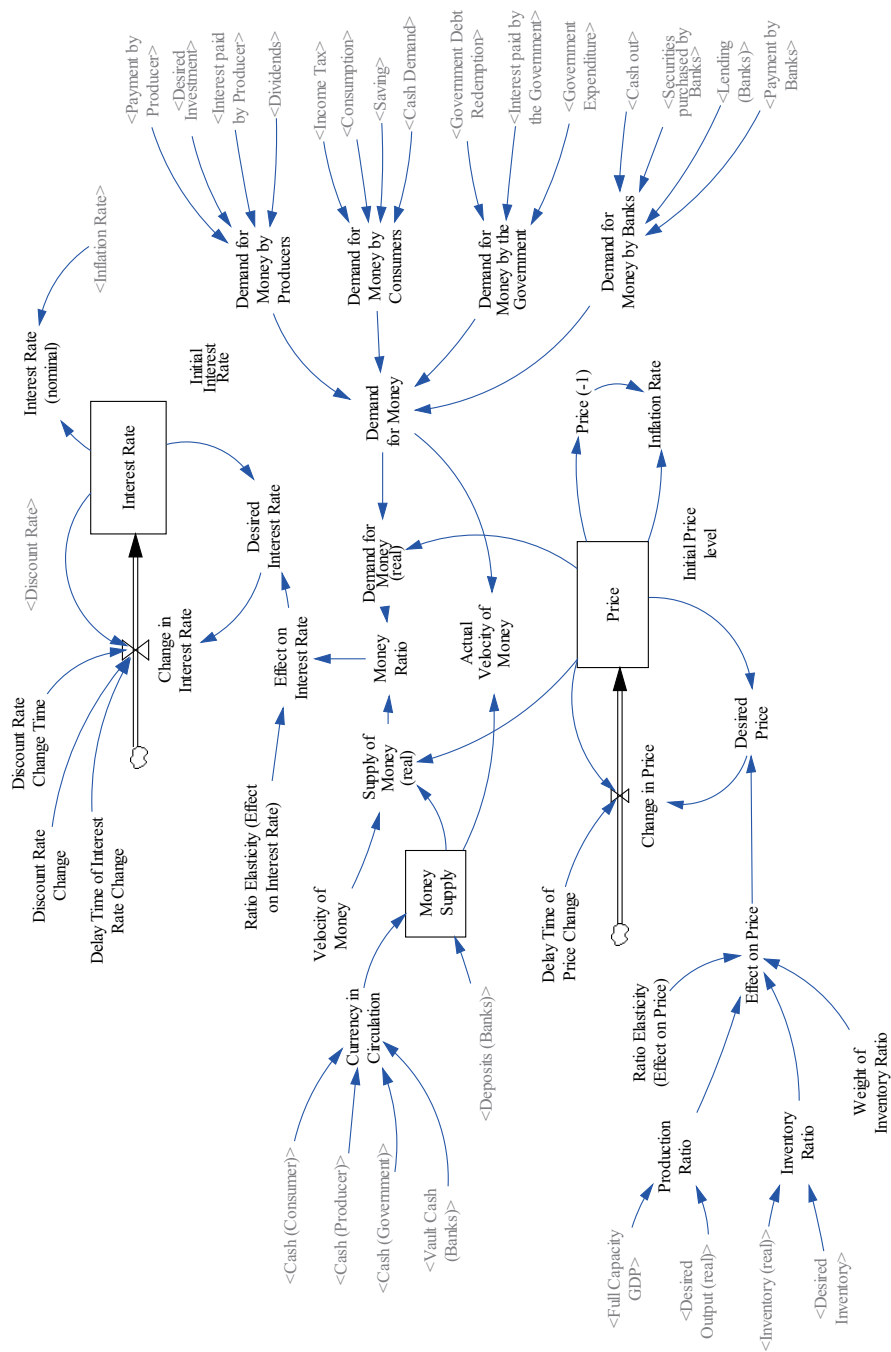 <Payment by
Producer>
<Desired
Investment>
<Interest paid
by Producer>
<Dividends>
<Income Tax>
<Consumption>
<Saving>
<Cash Demand>
<Government Debt
Redemption>
<Interest paid by
the Government>
<Government
Expenditure>
<Cash out>
<Securities
purchased by
Banks>
<Lending
(Banks)>
<Payment by
Banks>
<Inflation Rate>
Demand for
Money by
Producers
Demand for
Money by
Consumers
Demand for
Money by the
Government
Demand for
Money by Banks
Interest Rate
(nominal)
Initial
Interest
Rate
Demand
for Money
Price (-1)
Inflation Rate
Interest Rate
<Discount Rate>
Desired
Interest Rate
Demand for
Money
(real)
Initial Price
level
Price
Change in
Interest Rate
Effect on
Interest Rate
Money
Ratio
Actual
Velocity of
Money
Discount Rate
Change Time
Discount Rate
Change
Delay Time of Interest
Rate Change
Ratio Elasticity (Effect
on Interest Rate)
Supply of
Money
(real)
Velocity of
Money
Money
Supply
Desired
Price
Change in Price
Delay Time of
Price Change
Currency in
Circulation
<Deposits (Banks)>
Effect on Price
Ratio Elasticity
(Effect on Price)
Weight of
Inventory Ratio
<Cash (Consumer)>
<Cash (Producer)>
<Cash (Government)>
<Vault Cash
(Banks)>
Production
Ratio
Inventory
Ratio
<Full Capacity
GDP>
<Desired
Output (real)>
<Inventory (real)>
<Desired
Inventory>